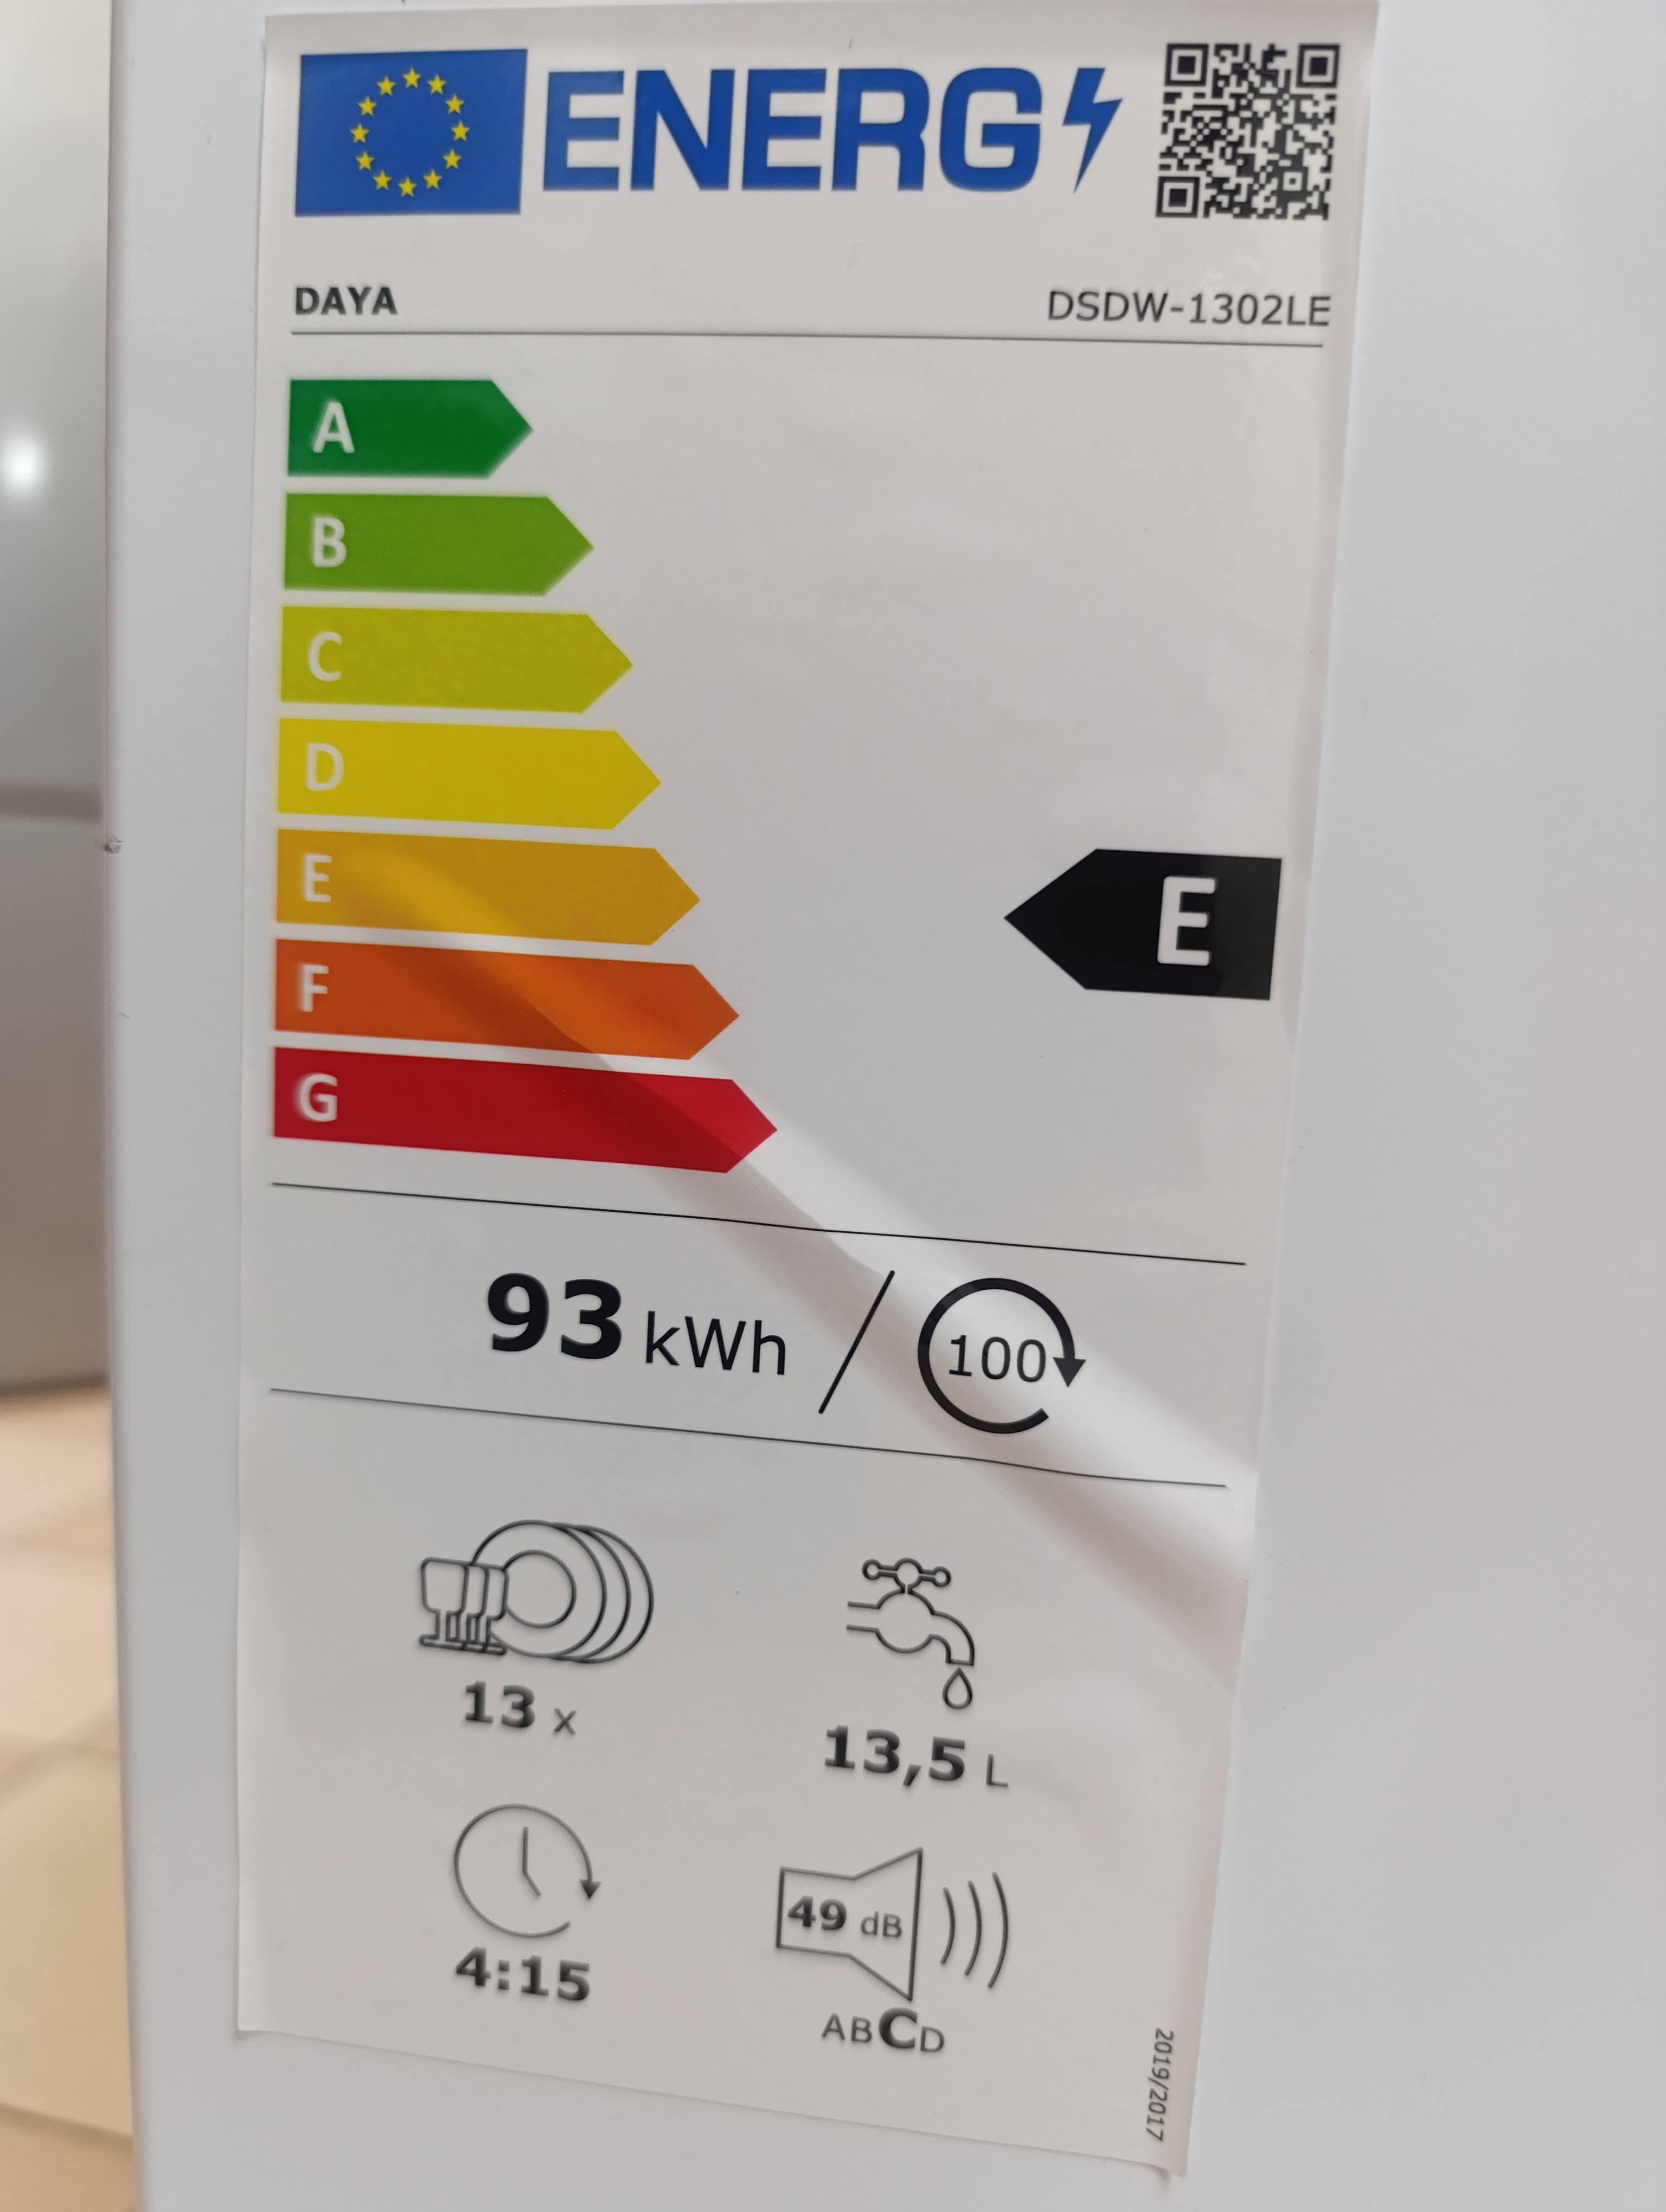 ENERG
DAYA DSDW-1302LE
A
B
C
D
E
E
F
G
93 kWh / 100
13 x
13,5 L
4:15
49 dB
ABCD
2019/2017